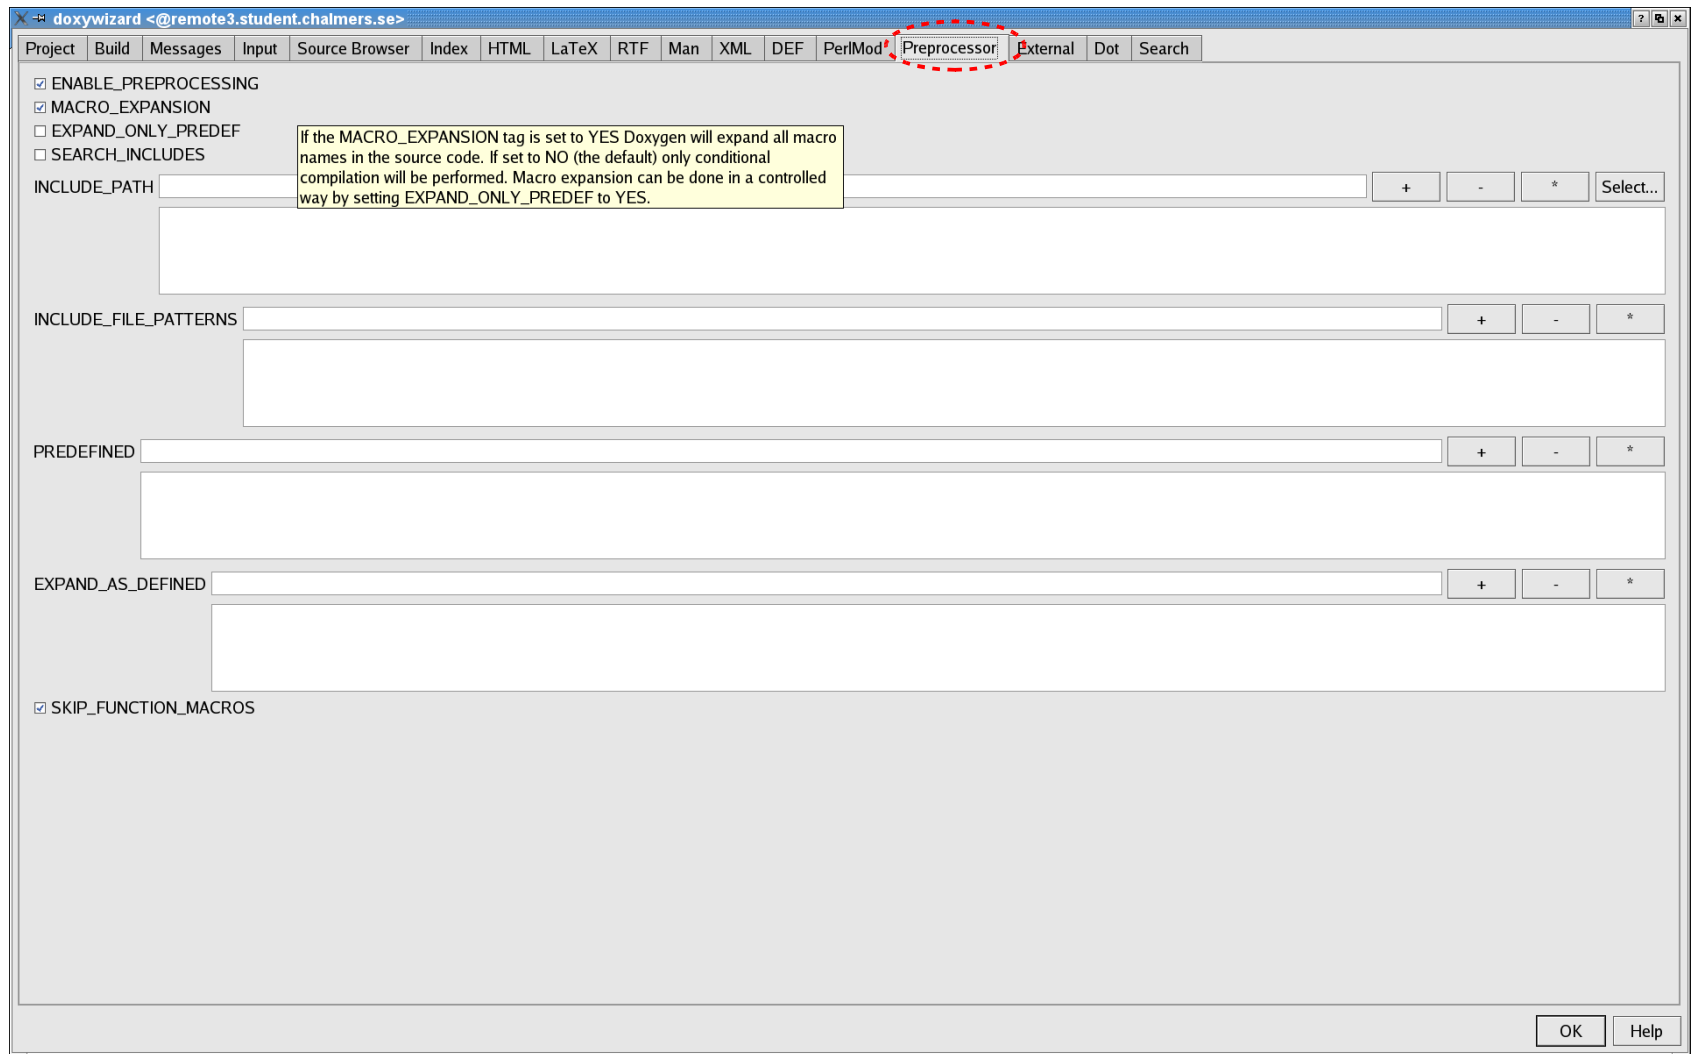 doxywizard <@remote3.student.chalmers.se>
Project Build Messages Input Source Browser Index HTML LaTeX RTF Man XML DEF PerlMod Preprocessor External Dot Search
ENABLE_PREPROCESSING
MACRO_EXPANSION
EXPAND_ONLY_PREDEF
SEARCH_INCLUDES
If the MACRO_EXPANSION tag is set to YES Doxygen will expand all macro
names in the source code. If set to NO (the default) only conditional
compilation will be performed. Macro expansion can be done in a controlled
way by setting EXPAND_ONLY_PREDEF to YES.
INCLUDE_PATH + - * Select...
INCLUDE_FILE_PATTERNS + - *
PREDEFINED + - *
EXPAND_AS_DEFINED + - *
SKIP_FUNCTION_MACROS
OK Help